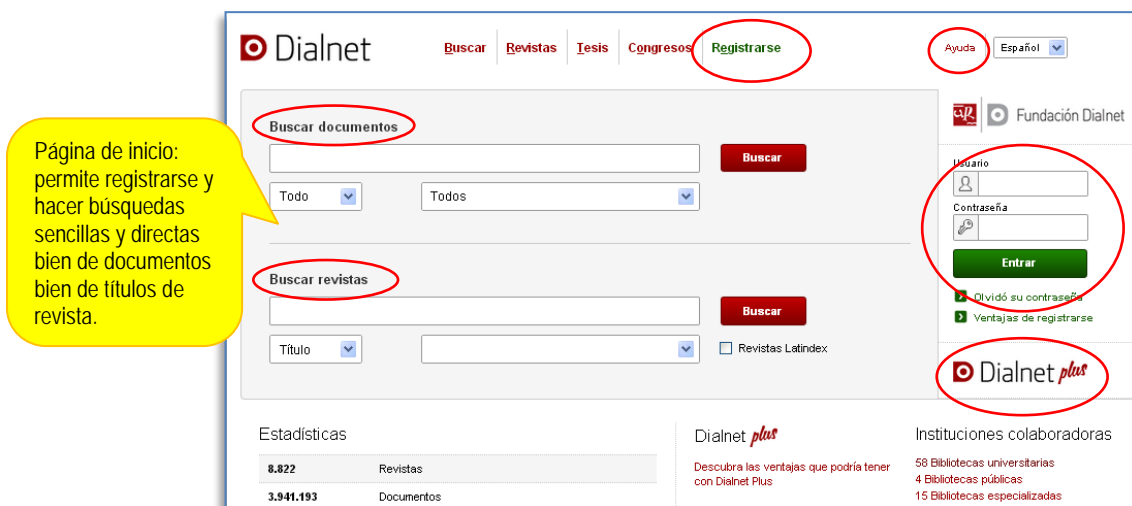 Dialnet
Buscar Revistas Tesis Congresos Registrarse
Ayuda Español
Página de inicio:
permite registrarse y
hacer búsquedas
sencillas y directas
bien de documentos
bien de títulos de
revista.
Buscar documentos
Buscar
Todo Todos
Buscar revistas
Buscar
Título Revistas Latindex
Fundación Dialnet
Usuario
Contraseña
Entrar
Olvidó su contraseña
Ventajas de registrarse
Dialnet plus
Estadísticas
8.822 Revistas
3.941.193 Documentos
Dialnet plus
Descubra las ventajas que podría tener
con Dialnet Plus
Instituciones colaboradoras
58 Bibliotecas universitarias
4 Bibliotecas públicas
15 Bibliotecas especializadas